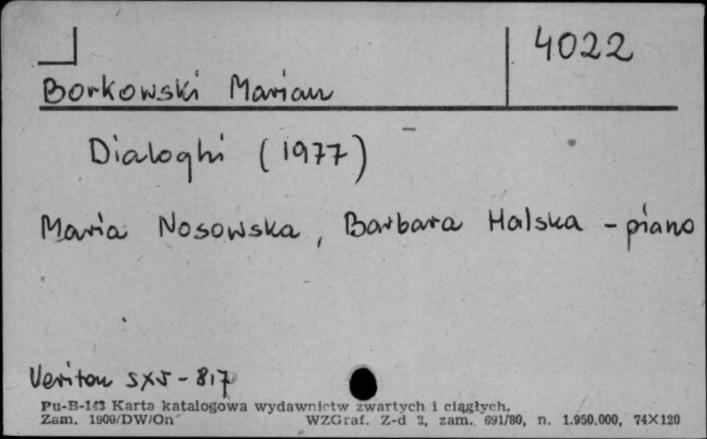 4022
Borkowski Marian
Dialoghi (1977)
Maria Nosowska, Barbara Halska - piano
Veriton SXV - 817
Pu-B-143 Karta katalogowa wydawnictw zwartych i ciągłych.
Zam. 1909/DW/On WZGraf. Z-d 2, zam. 691/80, n. 1.950.000, 74×120